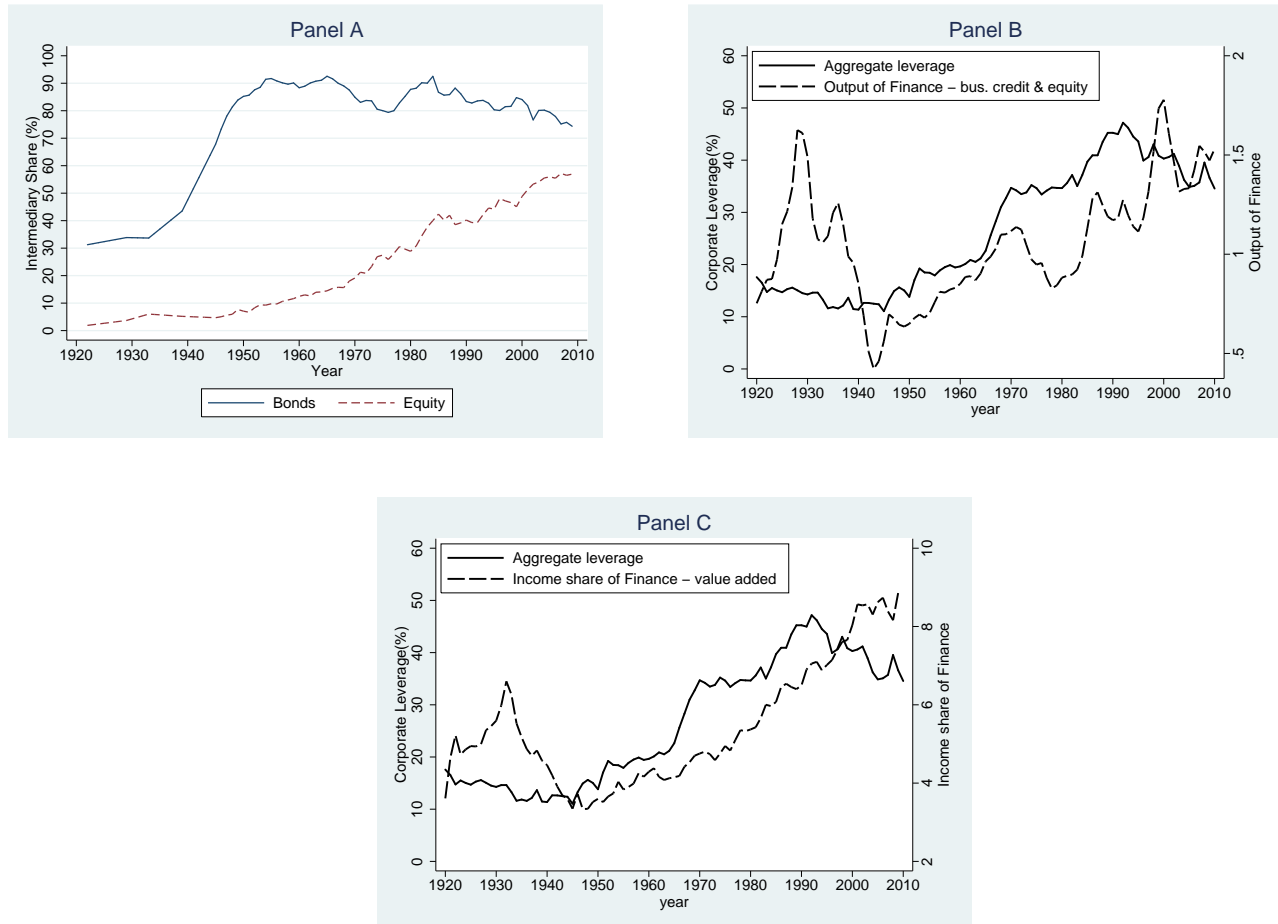 Panel A
Intermediary Share (%)
0 10 20 30 40 50 60 70 80 90 100
1920 1930 1940 1950 1960 1970 1980 1990 2000 2010
Year
Bonds Equity
Panel B
Aggregate leverage
Output of Finance − bus. credit & equity
Corporate Leverage(%)
0 10 20 30 40 50 60
.5 1 1.5 2
Output of Finance
1920 1930 1940 1950 1960 1970 1980 1990 2000 2010
year
Panel C
Aggregate leverage
Income share of Finance − value added
Corporate Leverage(%)
0 10 20 30 40 50 60
2 4 6 8 10
Income share of Finance
1920 1930 1940 1950 1960 1970 1980 1990 2000 2010
year